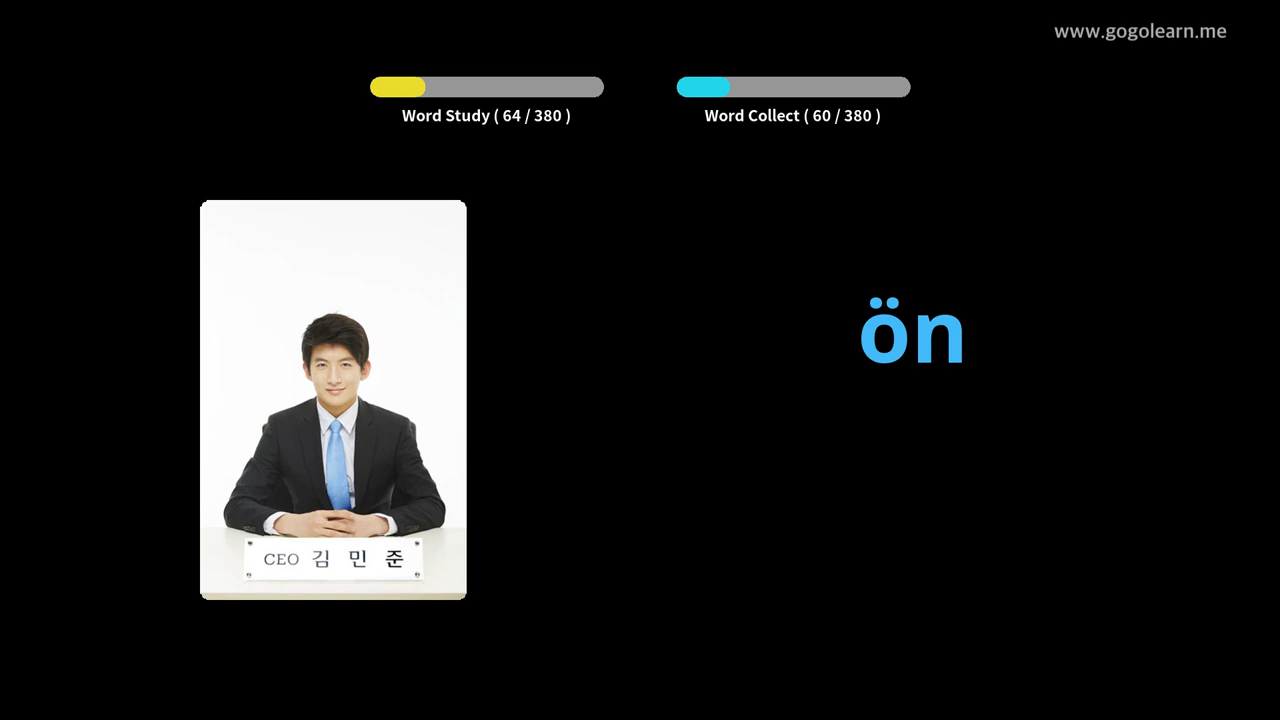 www.gogolearn.me
Word Study ( 64 / 380 )
Word Collect ( 60 / 380 )
ön
CEO 김 민 준